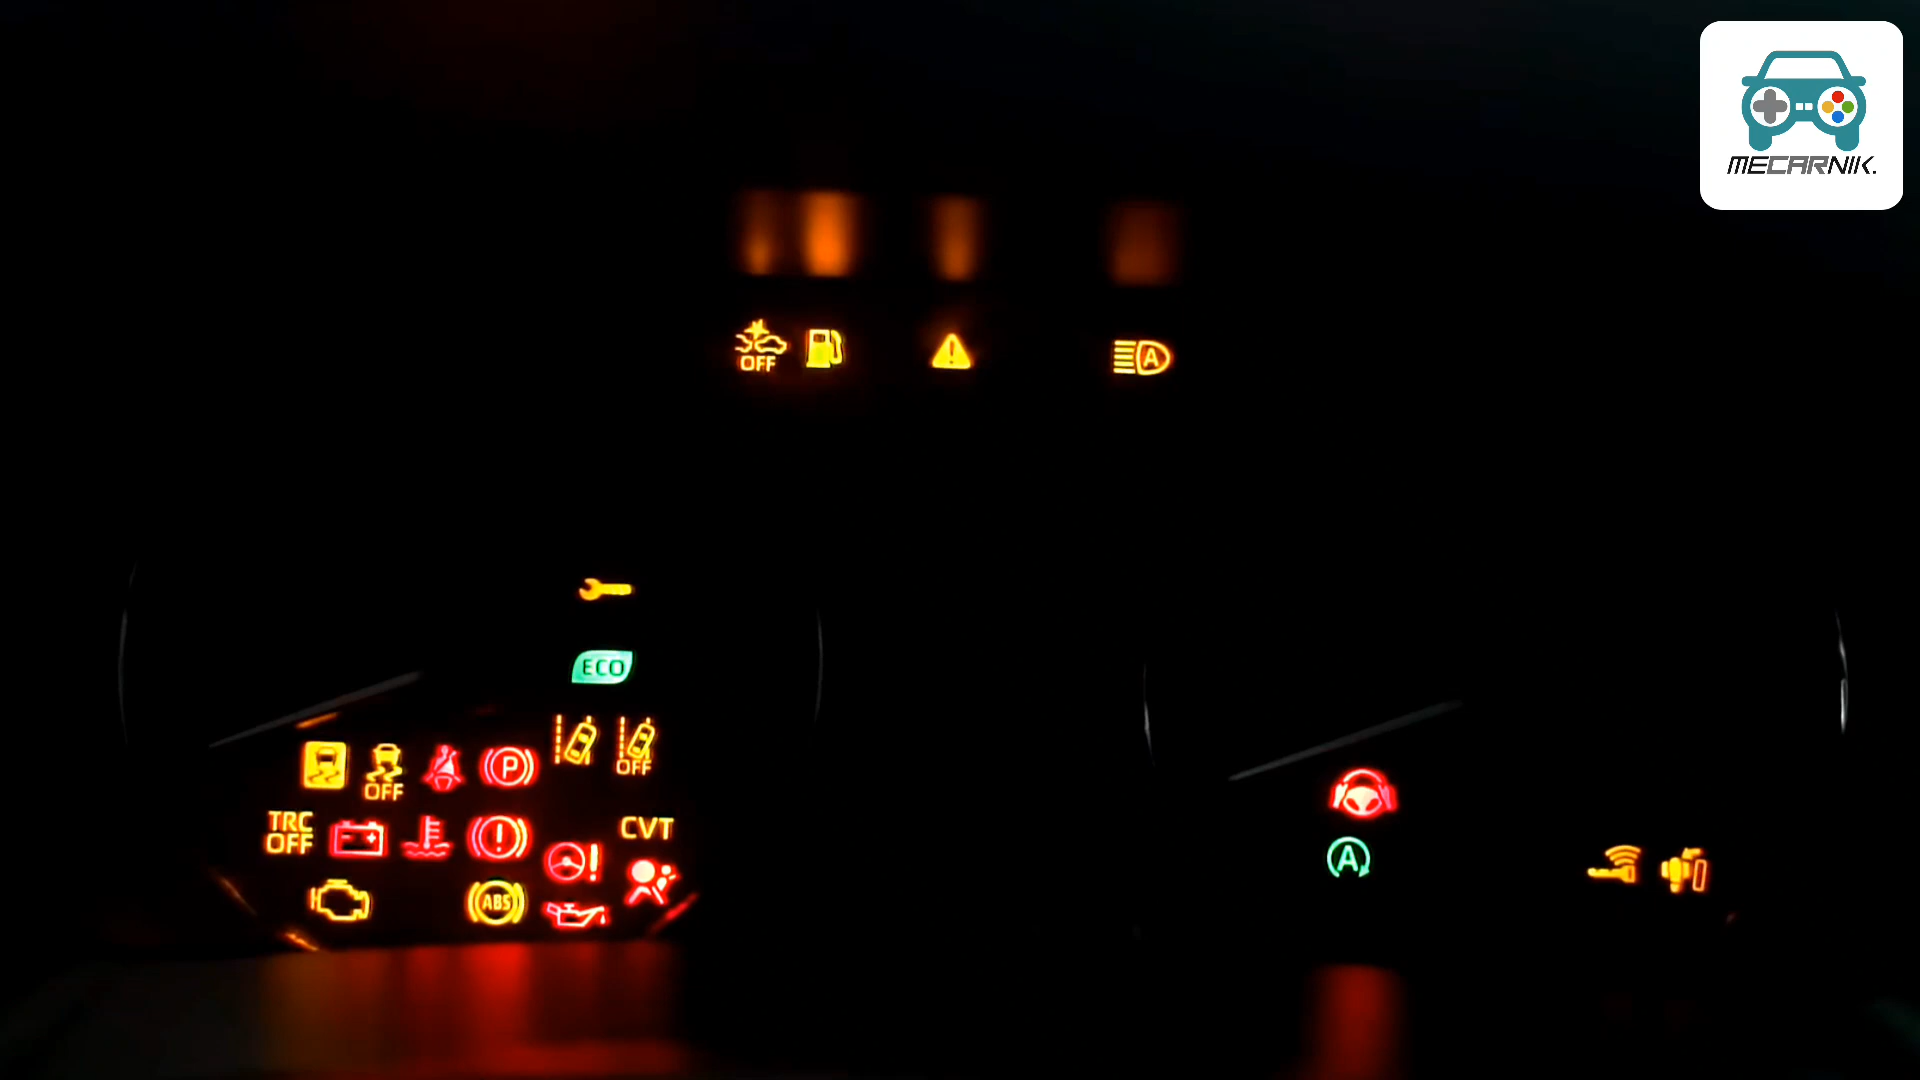 MECARNIK.
OFF
A
ECO
OFF
P
OFF
TRC
OFF
CVT
!
!
A
ABS